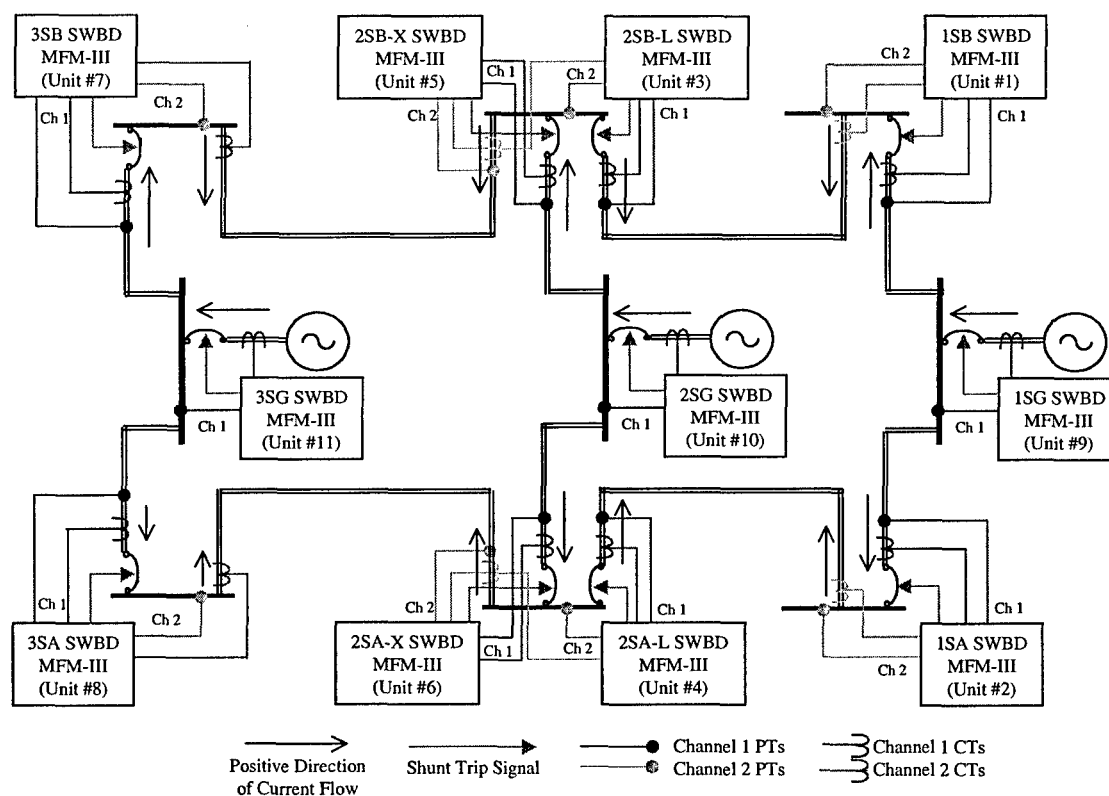 3SB SWBD
MFM-III
(Unit #7)
Ch 2
Ch 1
2SB-X SWBD
MFM-III
(Unit #5)
Ch 1
Ch 2
2SB-L SWBD
MFM-III
(Unit #3)
Ch 2
Ch 1
1SB SWBD
MFM-III
(Unit #1)
Ch 2
Ch 1
3SG SWBD
MFM-III
(Unit #11)
Ch 1
2SG SWBD
MFM-III
(Unit #10)
Ch 1
1SG SWBD
MFM-III
(Unit #9)
Ch 1
Ch 1
3SA SWBD
MFM-III
(Unit #8)
Ch 2
Ch 2
2SA-X SWBD
MFM-III
(Unit #6)
Ch 1
Ch 1
2SA-L SWBD
MFM-III
(Unit #4)
Ch 2
Ch 1
1SA SWBD
MFM-III
(Unit #2)
Ch 2
Positive Direction
of Current Flow
Shunt Trip Signal
Channel 1 PTs
Channel 2 PTs
Channel 1 CTs
Channel 2 CTs